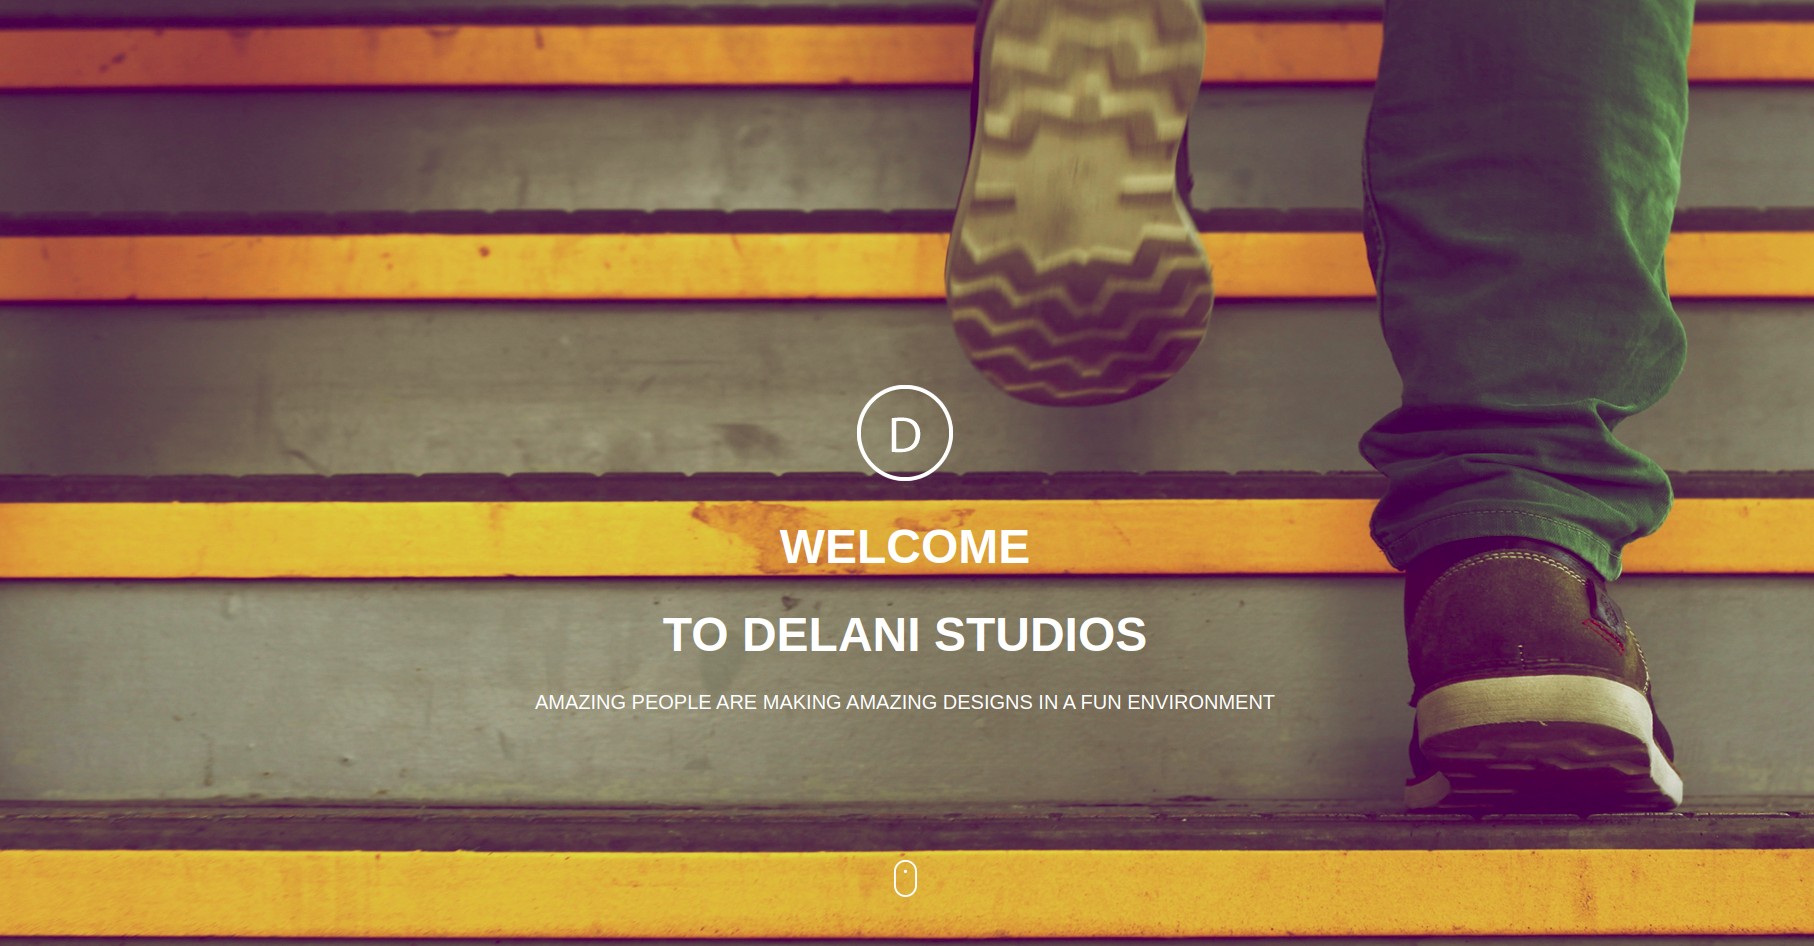 D
WELCOME
TO DELANI STUDIOS
AMAZING PEOPLE ARE MAKING AMAZING DESIGNS IN A FUN ENVIRONMENT